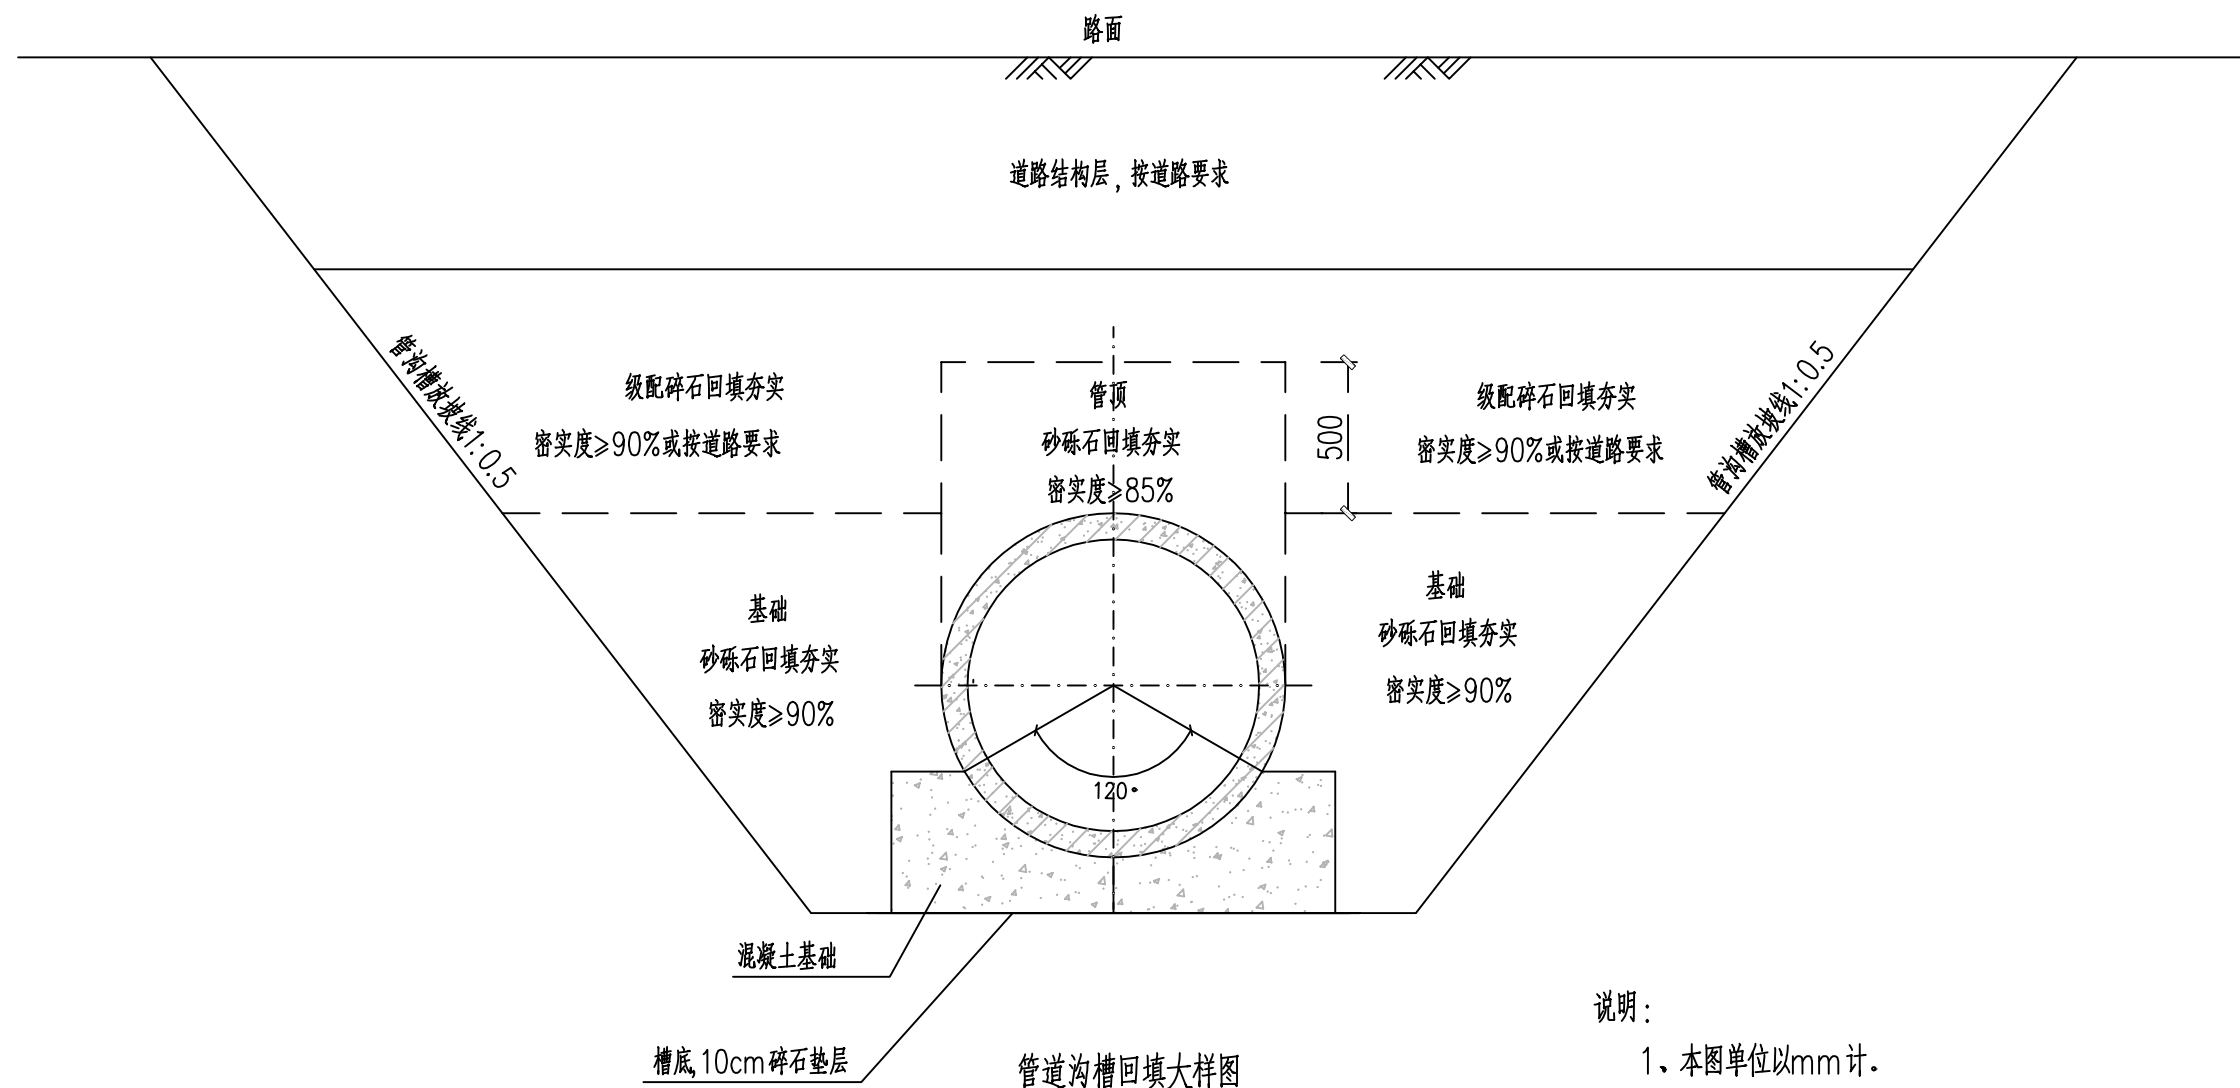 路面
道路结构层，按道路要求
管沟槽放坡线1:0.5
级配碎石回填夯实
密实度≥90%或按道路要求
管顶
砂砾石回填夯实
密实度≥85%
500
级配碎石回填夯实
密实度≥90%或按道路要求
管沟槽放坡线1:0.5
基础
砂砾石回填夯实
密实度≥90%
基础
砂砾石回填夯实
密实度≥90%
120°
混凝土基础
槽底,10cm碎石垫层
管道沟槽回填大样图
说明：
1、本图单位以mm计。